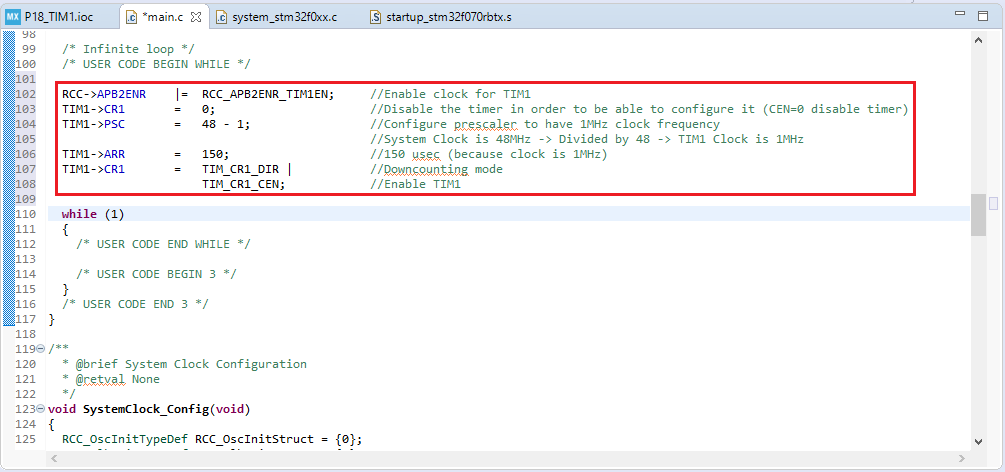 MX P18_TIM1.ioc .c *main.c .c system_stm32f0xx.c .S startup_stm32f070rbtx.s
98
99 /* Infinite loop */
100 /* USER CODE BEGIN WHILE */
101
102 RCC->APB2ENR |= RCC_APB2ENR_TIM1EN; //Enable clock for TIM1
103 TIM1->CR1 = 0; //Disable the timer in order to be able to configure it (CEN=0 disable timer)
104 TIM1->PSC = 48 - 1; //Configure prescaler to have 1MHz clock frequency
105 //System Clock is 48MHz -> Divided by 48 -> TIM1 Clock is 1MHz
106 TIM1->ARR = 150; //150 usec (because clock is 1MHz)
107 TIM1->CR1 = TIM_CR1_DIR | //Downcounting mode
108 TIM_CR1_CEN; //Enable TIM1
109
110 while (1)
111 {
112 /* USER CODE END WHILE */
113
114 /* USER CODE BEGIN 3 */
115 }
116 /* USER CODE END 3 */
117 }
118
119 /**
120 * @brief System Clock Configuration
121 * @retval None
122 */
123 void SystemClock_Config(void)
124 {
125 RCC_OscInitTypeDef RCC_OscInitStruct = {0};